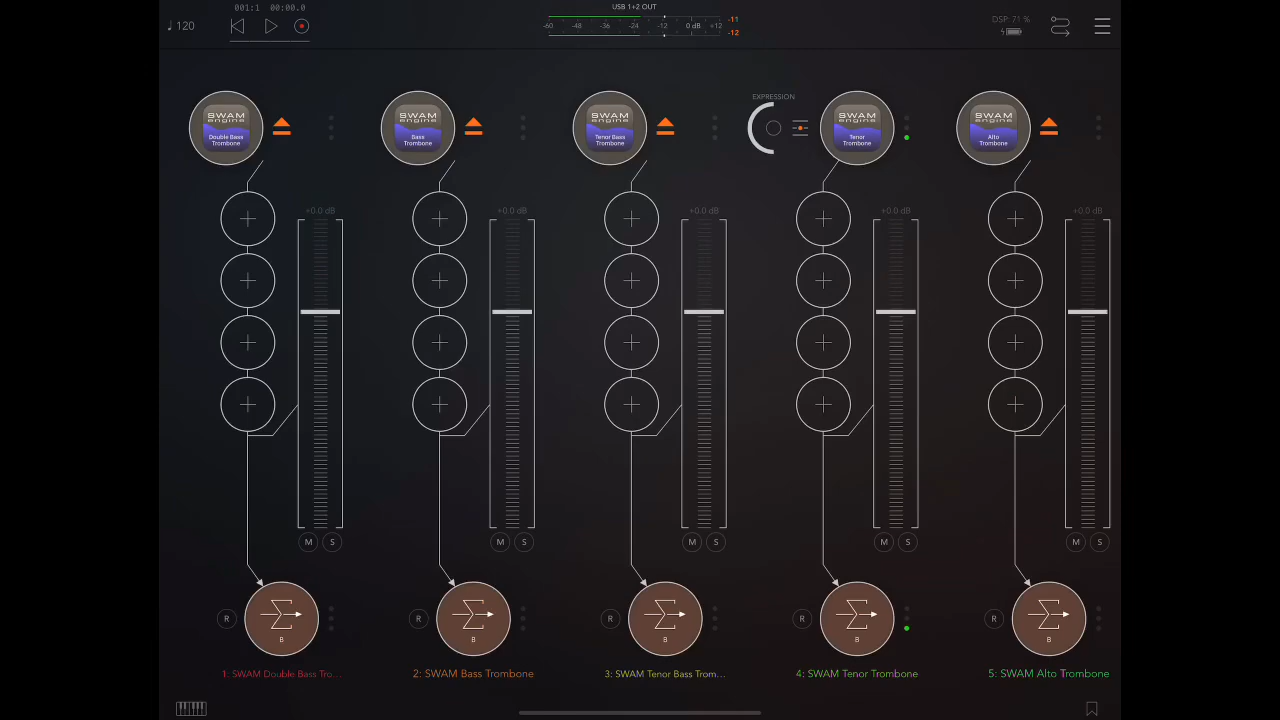 001:1 00:00.0
♩ 120
USB 1+2 OUT
-60 -48 -36 -24 -12 0 dB +12
-11
-12
DSP: 71 %
EXPRESSION
SWAM engine Double Bass Trombone
SWAM engine Bass Trombone
SWAM engine Tenor Bass Trombone
SWAM engine Tenor Trombone
SWAM engine Alto Trombone
+0.0 dB +0.0 dB +0.0 dB +0.0 dB +0.0 dB
M S M S M S M S M S
R B R B R B R B R B
1: SWAM Double Bass Tro...
2: SWAM Bass Trombone
3: SWAM Tenor Bass Trom...
4: SWAM Tenor Trombone
5: SWAM Alto Trombone